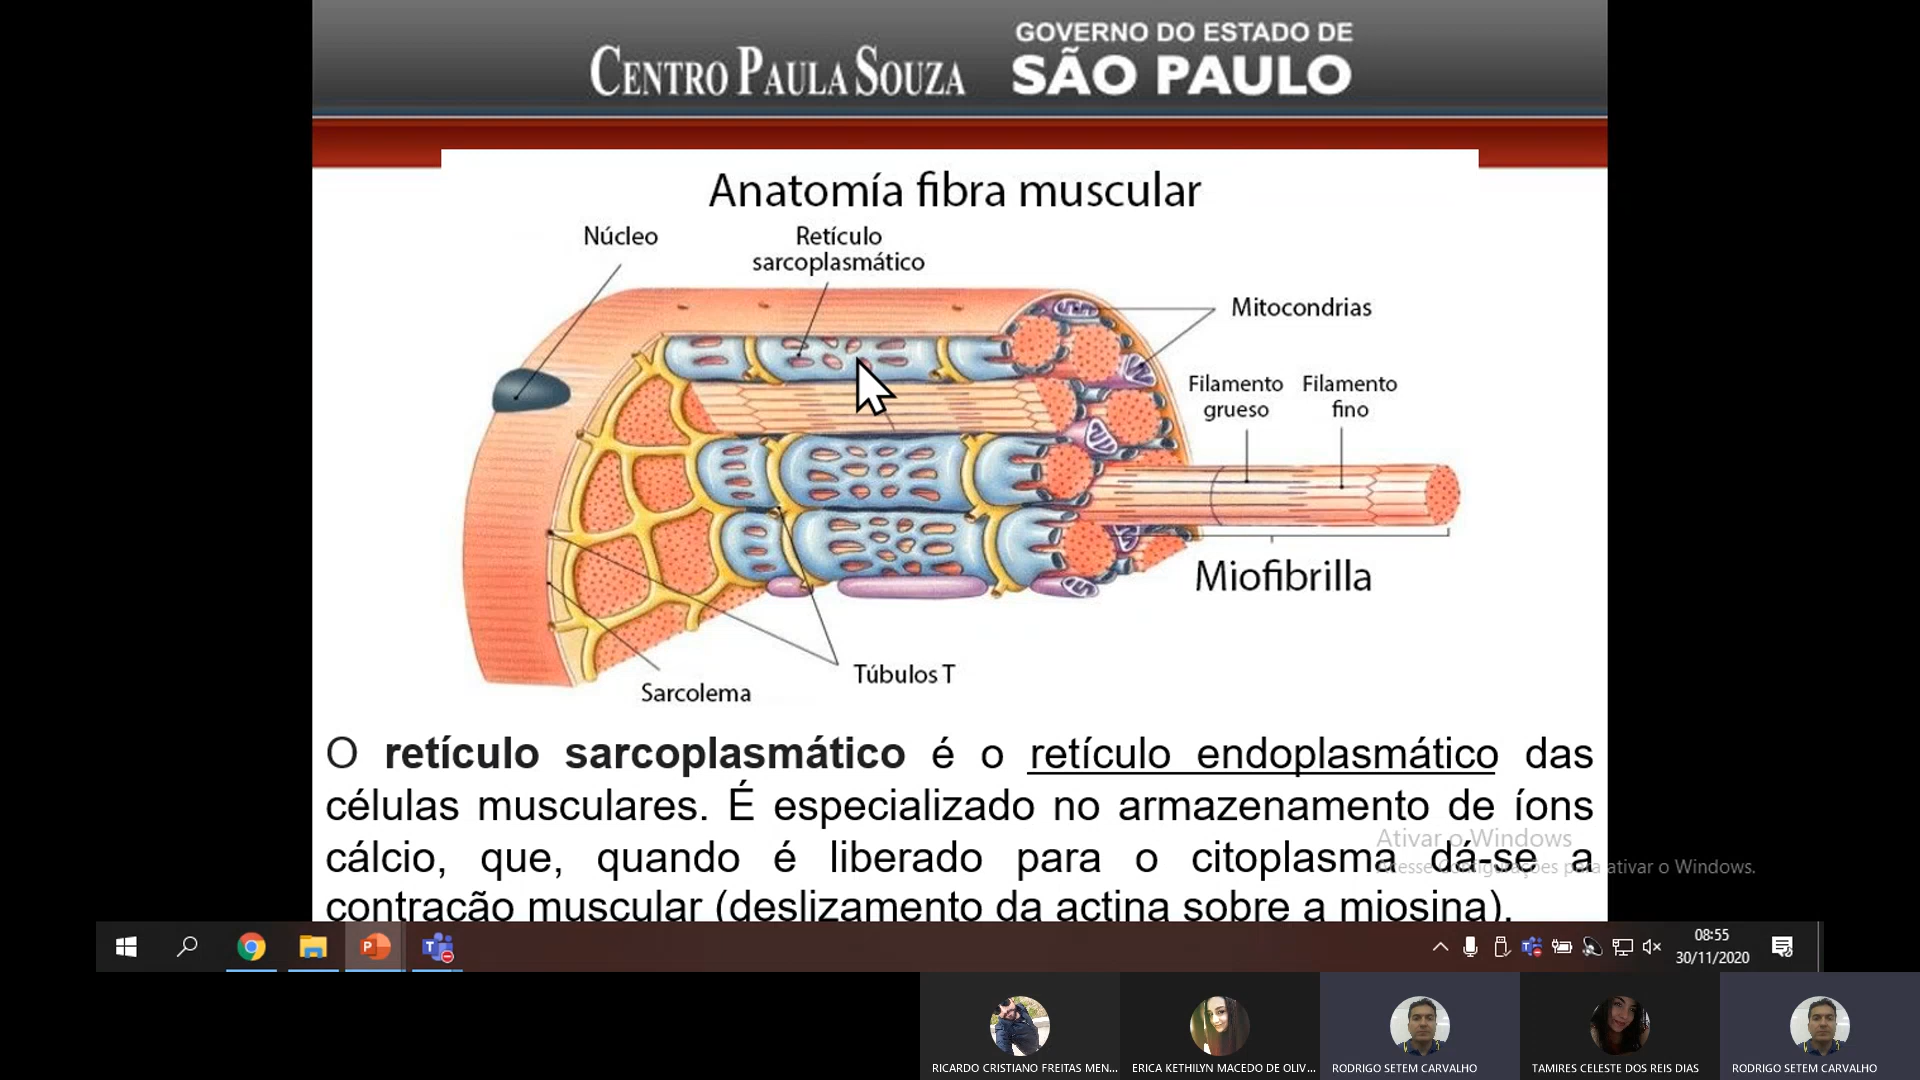 CENTRO PAULA SOUZA
GOVERNO DO ESTADO DE
SÃO PAULO
Anatomía fibra muscular
Núcleo
Retículo
sarcoplasmático
Mitocondrias
Filamento
grueso
Filamento
fino
Miofibrilla
Túbulos T
Sarcolema
O retículo sarcoplasmático é o retículo endoplasmático das
células musculares. É especializado no armazenamento de íons
cálcio, que, quando é liberado para o citoplasma dá-se a
contração muscular (deslizamento da actina sobre a miosina).
Ativar o Windows
Acesse Configurações para ativar o Windows.
08:55
30/11/2020
RICARDO CRISTIANO FREITAS MEN...
ERICA KETHILYN MACEDO DE OLIV...
RODRIGO SETEM CARVALHO
TAMIRES CELESTE DOS REIS DIAS
RODRIGO SETEM CARVALHO